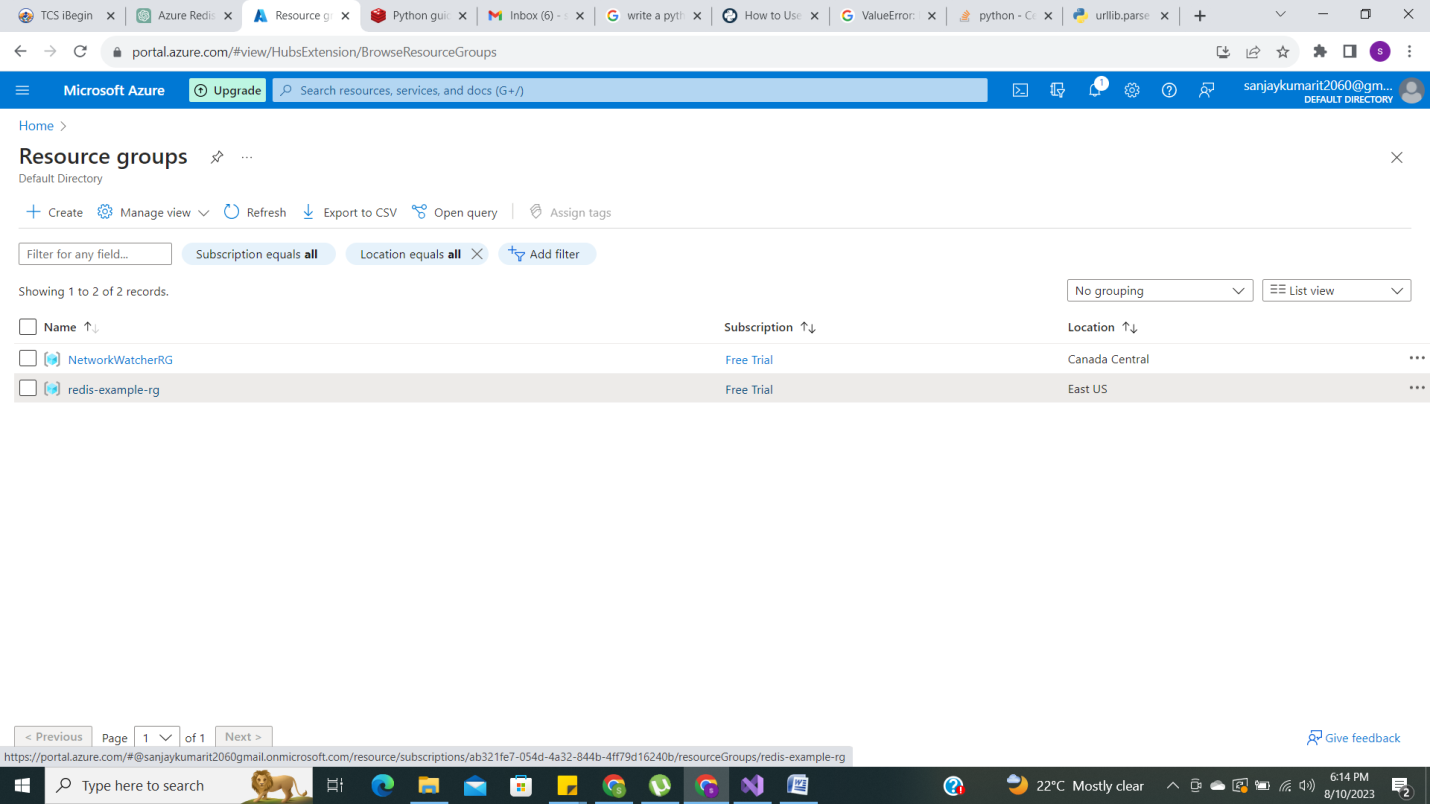 TCS iBegin
Azure Redis
Resource gr
Python guid
Inbox (6) - s
write a pyth
How to Use
ValueError:
python - Co
urllib.parse
portal.azure.com/#view/HubsExtension/BrowseResourceGroups
S
Microsoft Azure
Upgrade
Search resources, services, and docs (G+/)
1
sanjaykumarit2060@gm...
DEFAULT DIRECTORY
Home
Resource groups
Default Directory
Create
Manage view
Refresh
Export to CSV
Open query
Assign tags
Filter for any field...
Subscription equals all
Location equals all
Add filter
Showing 1 to 2 of 2 records.
No grouping
List view
Name
Subscription
Location
NetworkWatcherRG
Free Trial
Canada Central
redis-example-rg
Free Trial
East US
< Previous
Page
1
of 1
Next >
Give feedback
https://portal.azure.com/#@sanjaykumarit2060gmail.onmicrosoft.com/resource/subscriptions/ab321fe7-054d-4a32-844b-4ff79d16240b/resourceGroups/redis-example-rg
Type here to search
22°C Mostly clear
6:14 PM
8/10/2023
2